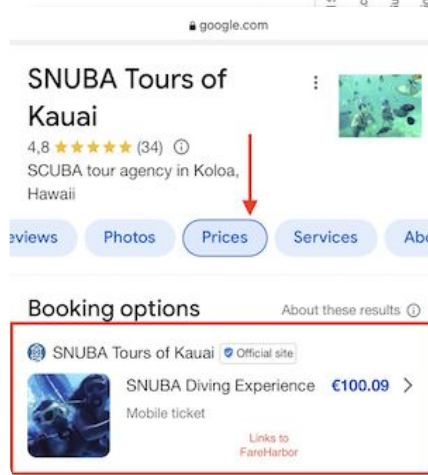 google.com
SNUBA Tours of
Kauai
4,8 ★★★★★ (34)
SCUBA tour agency in Koloa,
Hawaii
eviews Photos Prices Services Abo
Booking options About these results
SNUBA Tours of Kauai Official site
SNUBA Diving Experience €100.09 >
Mobile ticket
Links to
FareHarbor